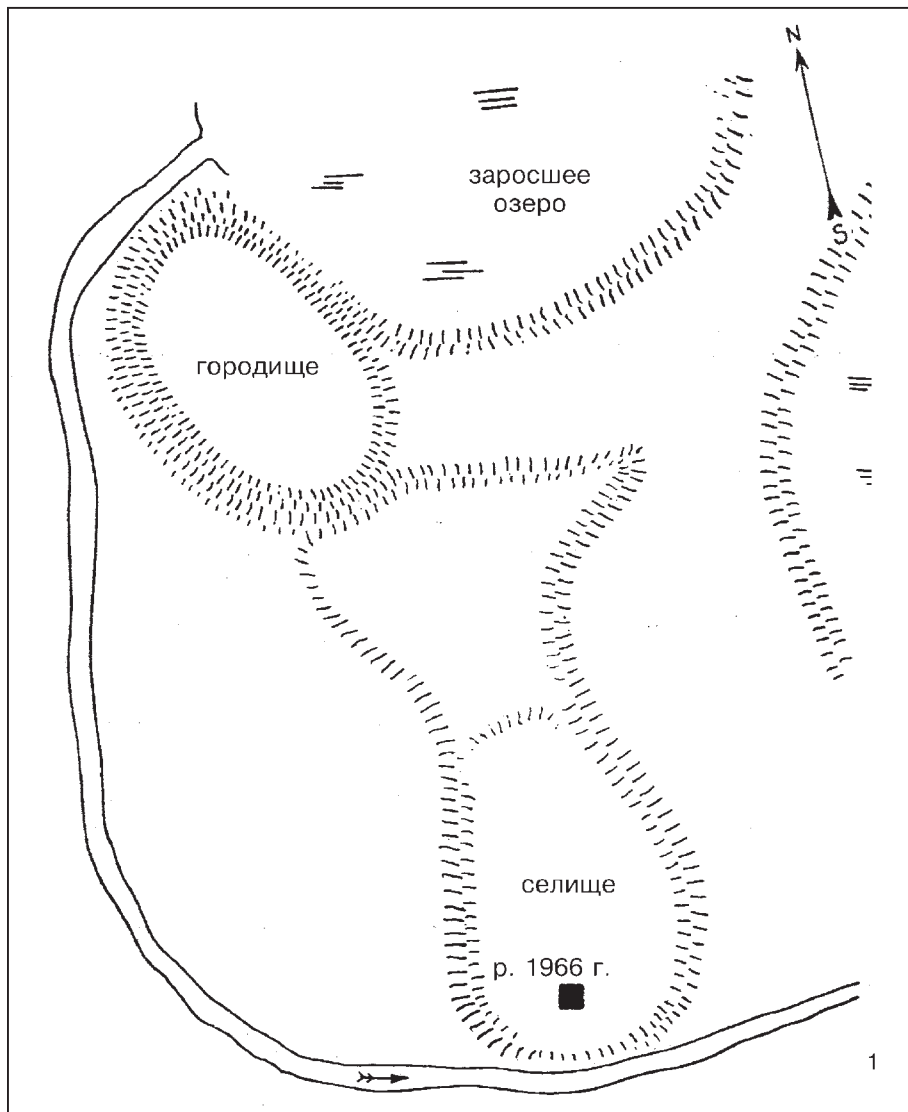 N
заросшее
озеро
S
городище
селище
р. 1966 г.
1